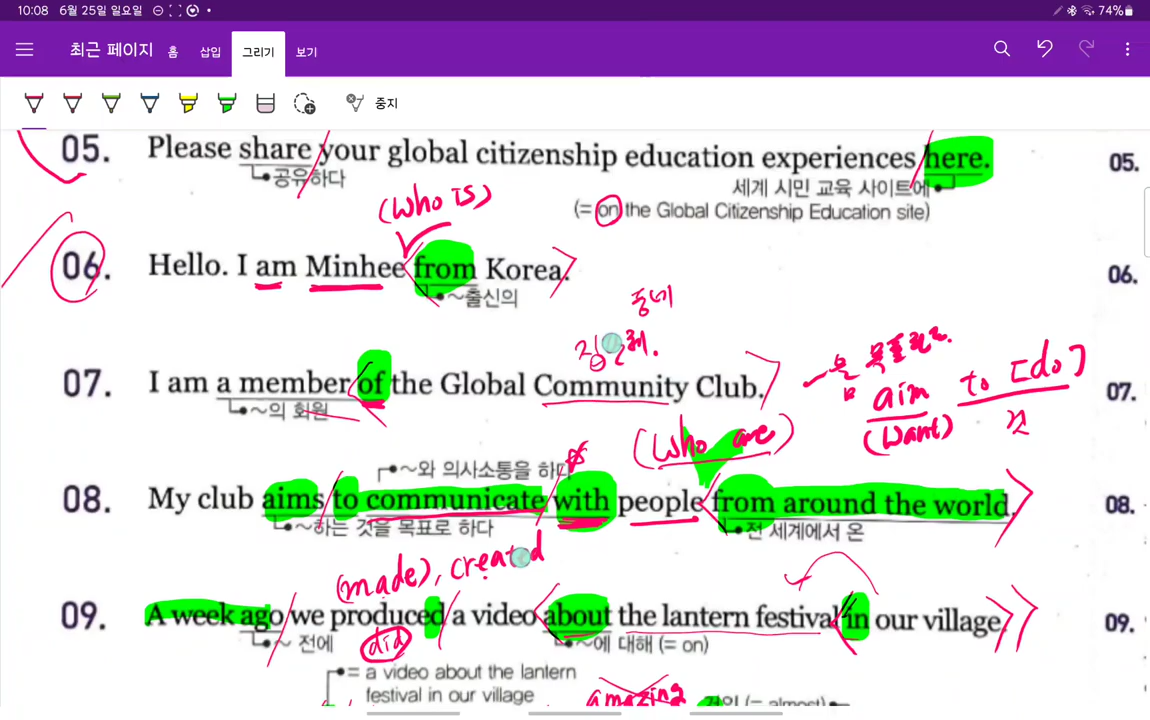 10:08 6월 25일 일요일 74%
최근 페이지 홈 삽입 그리기 보기
중지
05. Please share your global citizenship education experiences here. 05.
공유하다 세계 시민 교육 사이트에
(= on the Global Citizenship Education site)
(who is)
06. Hello. I am Minhee from Korea. 06.
~출신의
동네
~을 목표로
aim to [do]
(want) 것
07. I am a member of the Global Community Club. 07.
~의 회원
(who are)
~와 의사소통을 하다
08. My club aims to communicate with people from around the world. 08.
~하는 것을 목표로 하다 전 세계에서 온
(made), created
09. A week ago we produced a video about the lantern festival in our village. 09.
~ 전에 did ~에 대해 (= on)
= a video about the lantern
festival in our village
amazing 거의 (= almost)